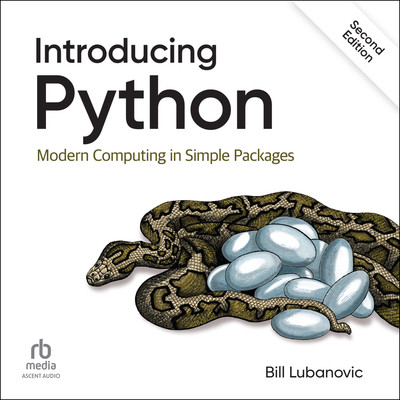 Second
Edition
Introducing
Python
Modern Computing in Simple Packages
rb
media
ASCENT AUDIO
Bill Lubanovic